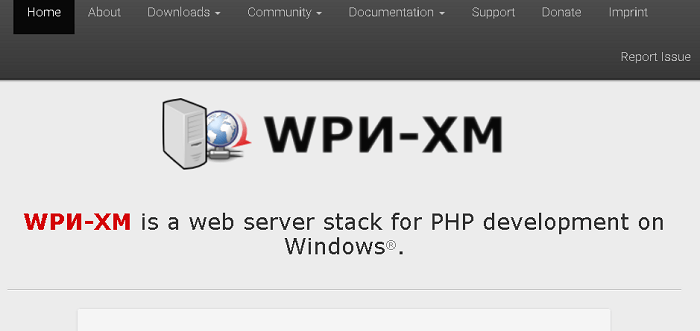 Home About Downloads Community Documentation Support Donate Imprint
Report Issue
WPИ-XM
WPИ-XM is a web server stack for PHP development on
Windows®.